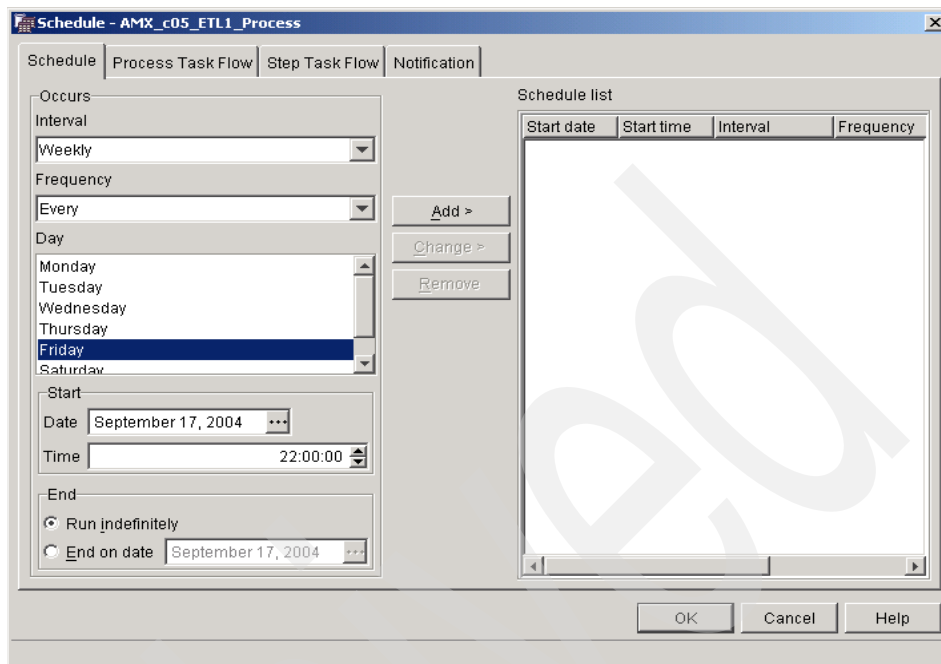 Schedule - AMX_c05_ETL1_Process
Schedule
Process Task Flow
Step Task Flow
Notification
Occurs
Interval
Weekly
Frequency
Every
Day
Monday
Tuesday
Wednesday
Thursday
Friday
Saturday
Start
Date
September 17, 2004
...
Time
22:00:00
End
Run indefinitely
End on date
September 17, 2004
...
Add >
Change >
Remove
Schedule list
Start date
Start time
Interval
Frequency
OK
Cancel
Help